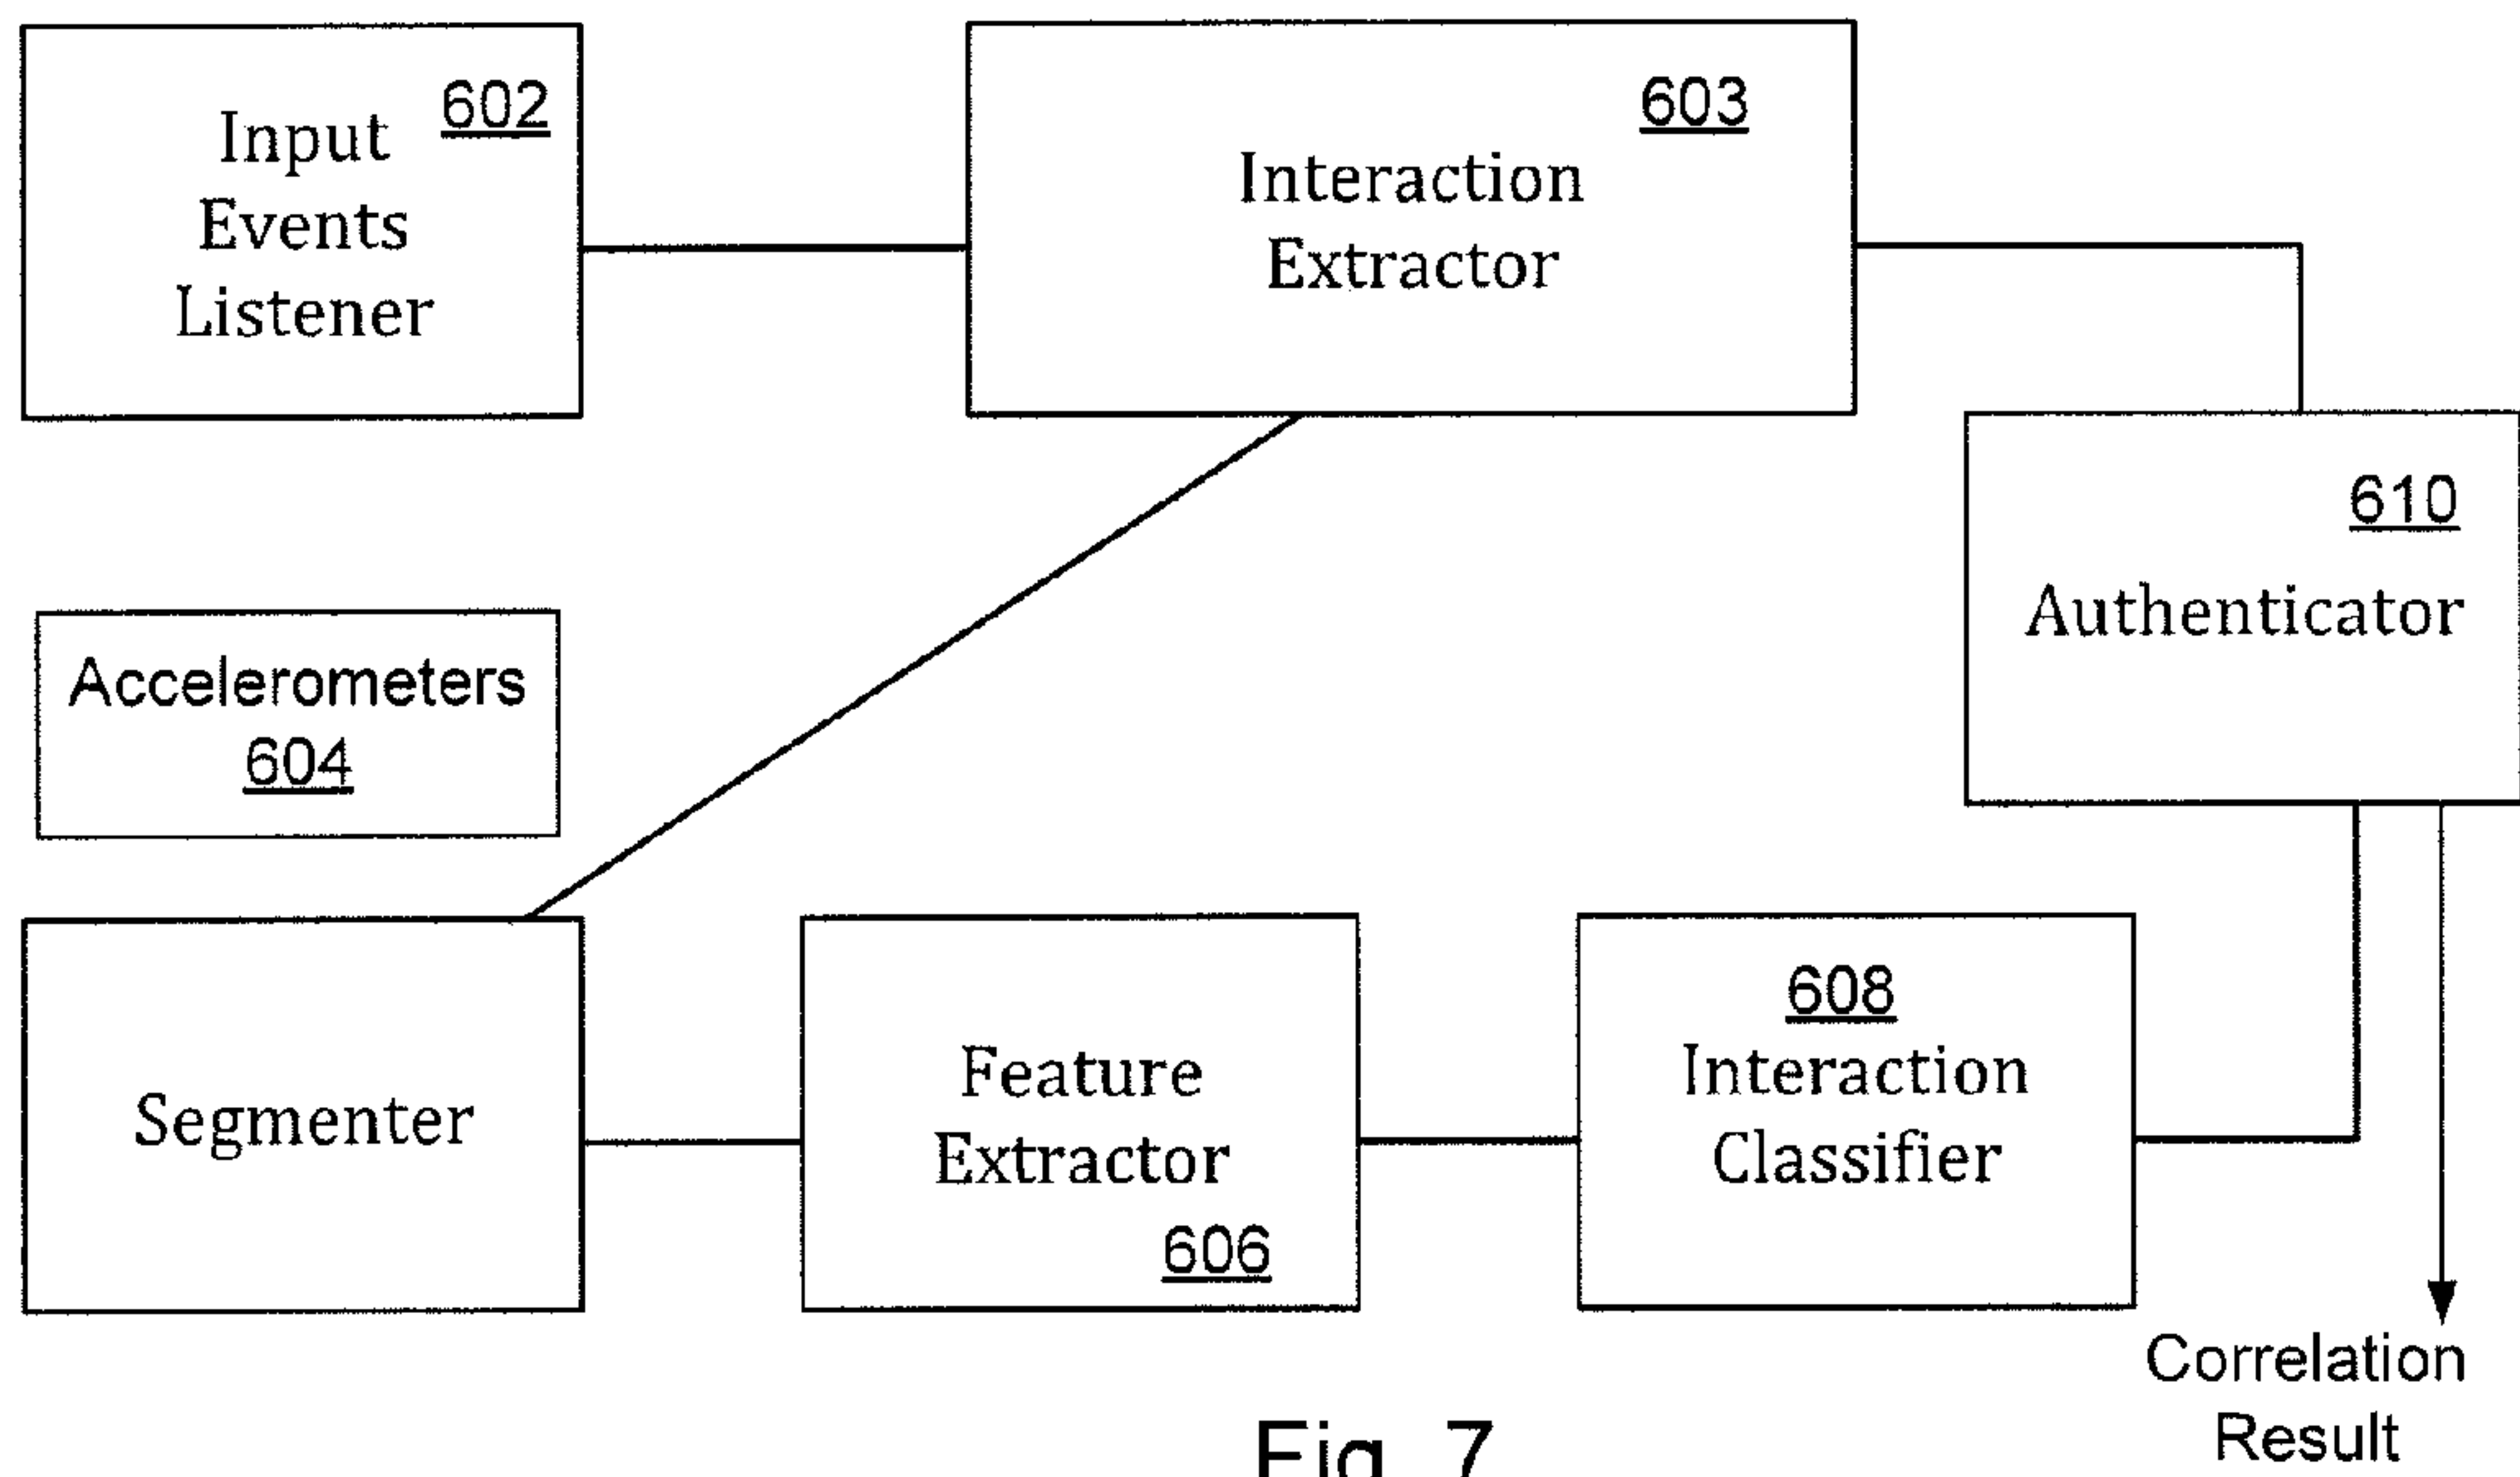 602
Input
Events
Listener
603
Interaction
Extractor
610
Authenticator
Accelerometers
604
Segmenter
Feature
Extractor
606
608
Interaction
Classifier
Correlation
Result
Fig. 7